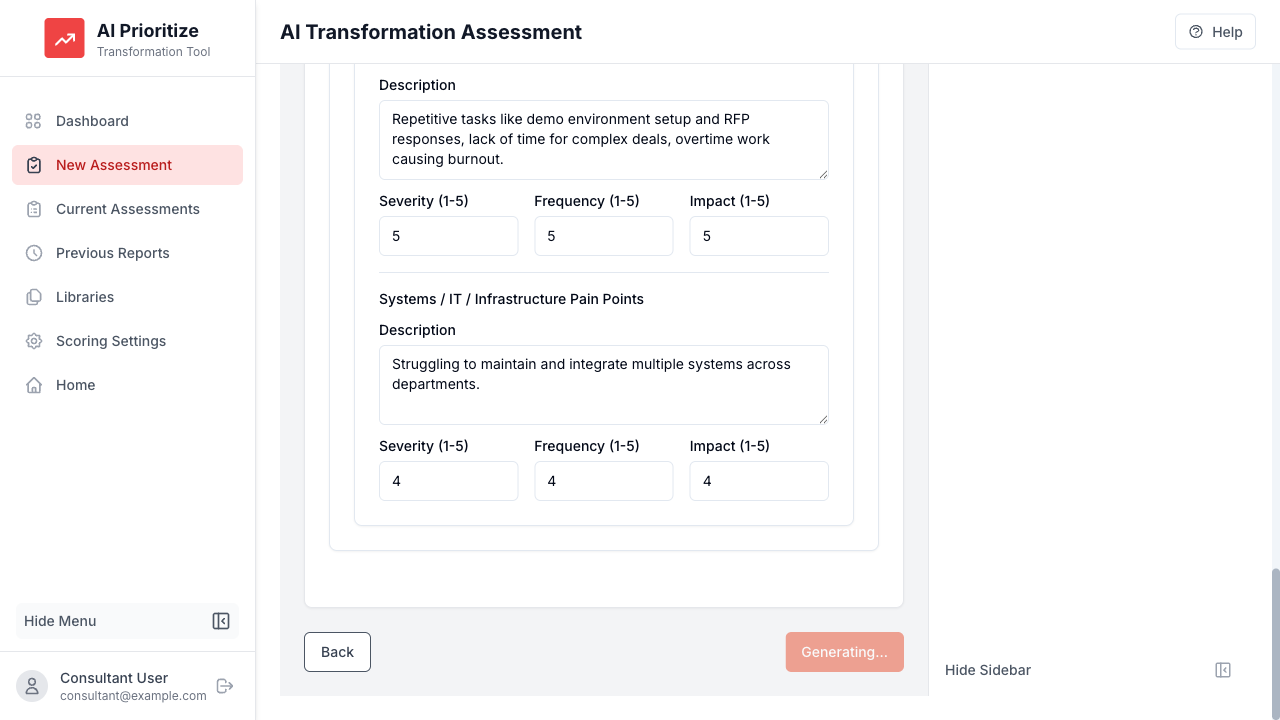 AI Prioritize
Transformation Tool
Dashboard
New Assessment
Current Assessments
Previous Reports
Libraries
Scoring Settings
Home
Hide Menu
Consultant User
consultant@example.com
AI Transformation Assessment
Help
Description
Repetitive tasks like demo environment setup and RFP
responses, lack of time for complex deals, overtime work
causing burnout.
Severity (1-5) Frequency (1-5) Impact (1-5)
5 5 5
Systems / IT / Infrastructure Pain Points
Description
Struggling to maintain and integrate multiple systems across
departments.
Severity (1-5) Frequency (1-5) Impact (1-5)
4 4 4
Back Generating...
Hide Sidebar